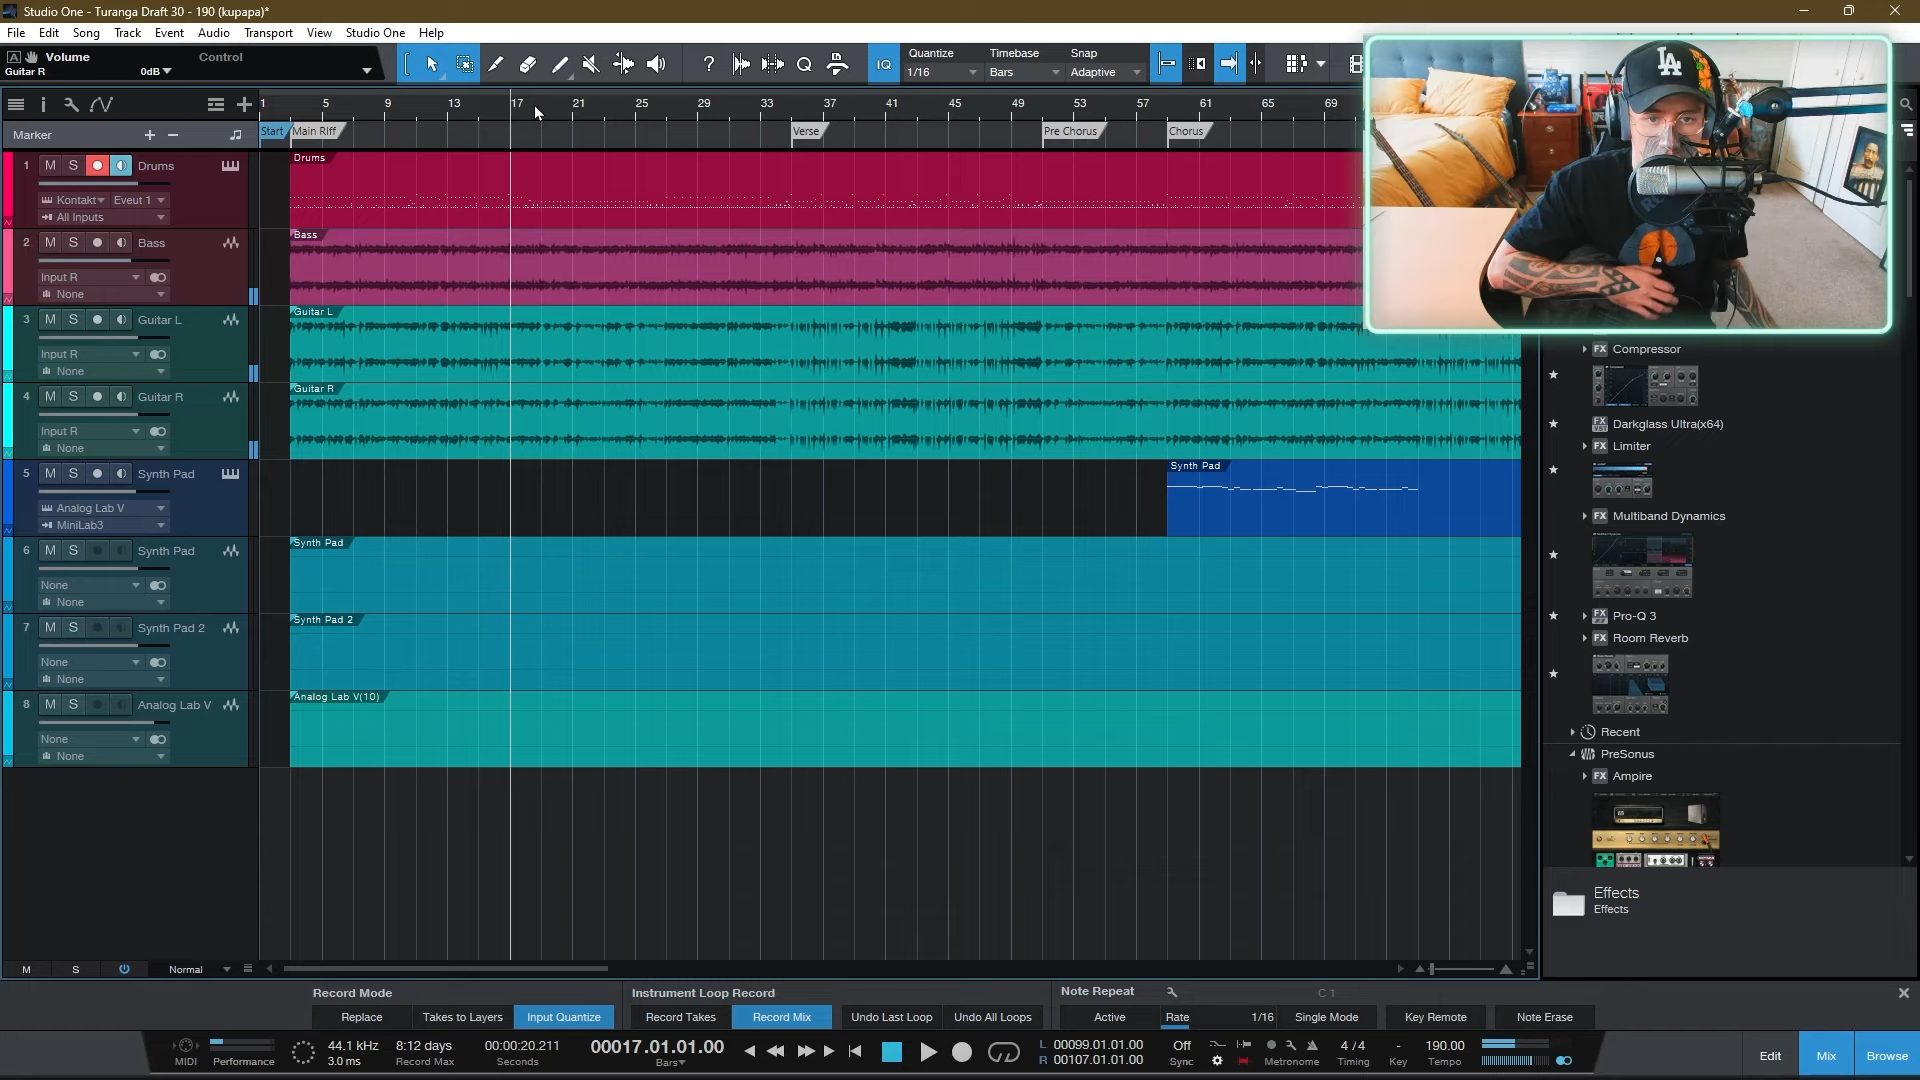 Studio One - Turanga Draft 30 - 190 (kupapa)*
File Edit Song Track Event Audio Transport View Studio One Help
A Volume Control
Guitar R 0dB
IQ
Quantize Timebase Snap
1/16 Bars Adaptive
1 5 9 13 17 21 25 29 33 37 41 45 49 53 57 61 65 69
Marker
Start Main RIff Verse Pre Chorus Chorus
1 M S Drums
Kontakt Eveut 1
All Inputs
Drums
2 M S Bass
Input R
None
Bass
3 M S Guitar L
Input R
None
Guitar L
4 M S Guitar R
Input R
None
Guitar R
5 M S Synth Pad
Analog Lab V
MiniLab3
Synth Pad
6 M S Synth Pad
None
None
Synth Pad
7 M S Synth Pad 2
None
None
Synth Pad 2
8 M S Analog Lab V
None
None
Analog Lab V(10)
LA
FX Compressor
FX VST Darkglass Ultra(x64)
FX Limiter
FX Multiband Dynamics
FX Pro-Q 3
FX Room Reverb
Recent
PreSonus
FX Ampire
Effects
Effects
M S Normal
Record Mode Instrument Loop Record Note Repeat C 1
Replace Takes to Layers Input Quantize Record Takes Record Mix Undo Last Loop Undo All Loops Active Rate 1/16 Single Mode Key Remote Note Erase
MIDI Performance
44.1 kHz
3.0 ms
8:12 days
Record Max
00:00:20.211
Seconds
00017.01.01.00
Bars
L 00099.01.01.00
R 00107.01.01.00
Off
Sync
Metronome
4 / 4
Timing
-
Key
190.00
Tempo
Edit Mix Browse